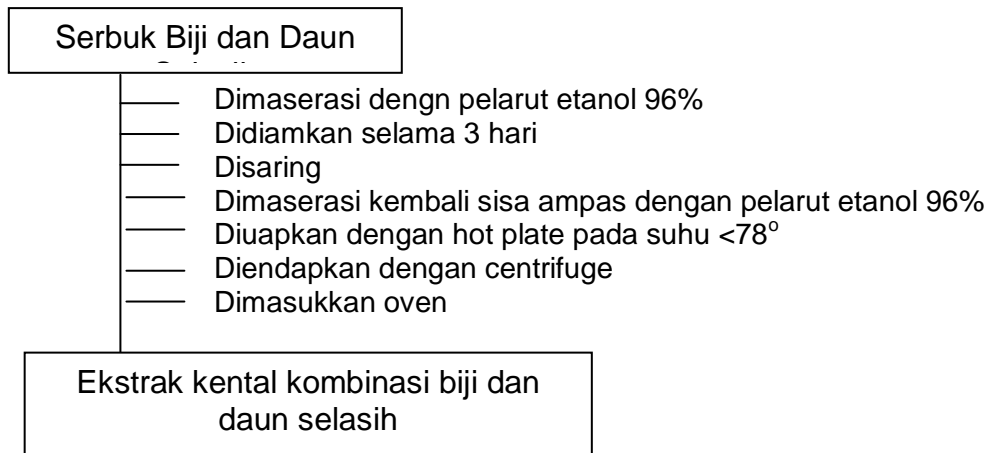 Serbuk Biji dan Daun
Dimaserasi dengn pelarut etanol 96%
Didiamkan selama 3 hari
Disaring
Dimaserasi kembali sisa ampas dengan pelarut etanol 96%
Diuapkan dengan hot plate pada suhu <78°
Diendapkan dengan centrifuge
Dimasukkan oven
Ekstrak kental kombinasi biji dan
daun selasih